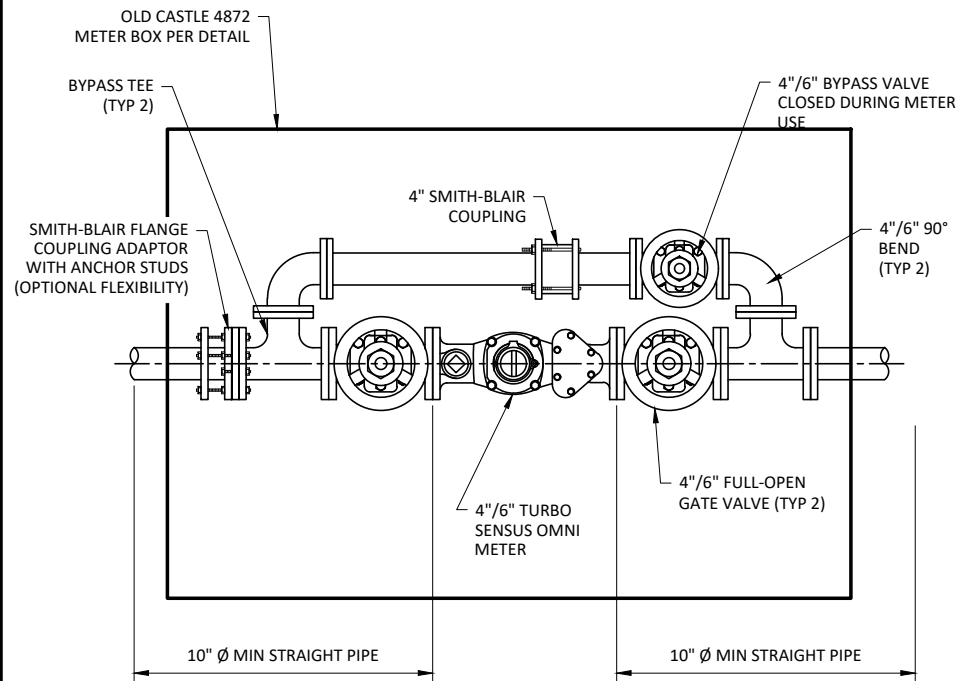 OLD CASTLE 4872
METER BOX PER DETAIL
BYPASS TEE
(TYP 2)
4"/6" BYPASS VALVE
CLOSED DURING METER
USE
4" SMITH-BLAIR
COUPLING
SMITH-BLAIR FLANGE
COUPLING ADAPTOR
WITH ANCHOR STUDS
(OPTIONAL FLEXIBILITY)
4"/6" 90°
BEND
(TYP 2)
4"/6" TURBO
SENSUS OMNI
METER
4"/6" FULL-OPEN
GATE VALVE (TYP 2)
10" Ø MIN STRAIGHT PIPE
10" Ø MIN STRAIGHT PIPE